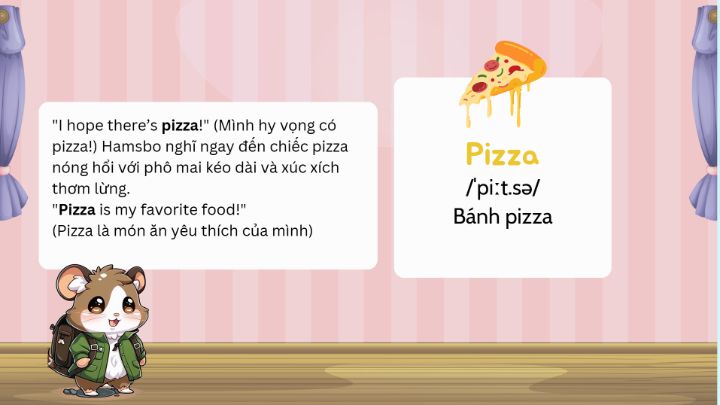 "I hope there’s pizza!" (Mình hy vọng có
pizza!) Hamsbo nghĩ ngay đến chiếc pizza
nóng hổi với phô mai kéo dài và xúc xích
thơm lừng.
"Pizza is my favorite food!"
(Pizza là món ăn yêu thích của mình)
Pizza
/ˈpiːt.sə/
Bánh pizza